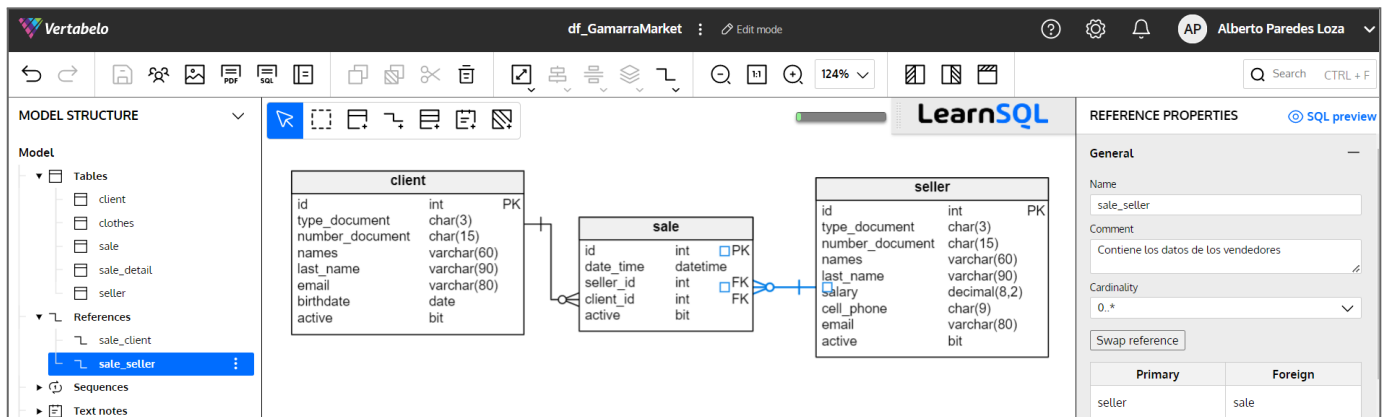 Vertabelo
df_GamarraMarket
Edit mode
AP
Alberto Paredes Loza
PDF
SQL
1:1
124%
Search
CTRL + F
MODEL STRUCTURE
Model
Tables
client
clothes
sale
sale_detail
seller
References
sale_client
sale_seller
Sequences
Text notes
LearnSQL
client
id int PK
type_document char(3)
number_document char(15)
names varchar(60)
last_name varchar(90)
email varchar(80)
birthdate date
active bit
sale
id int PK
date_time datetime
seller_id int FK
client_id int FK
active bit
seller
id int PK
type_document char(3)
number_document char(15)
names varchar(60)
last_name varchar(90)
salary decimal(8,2)
cell_phone char(9)
email varchar(80)
active bit
REFERENCE PROPERTIES
SQL preview
General
Name
sale_seller
Comment
Contiene los datos de los vendedores
Cardinality
0..*
Swap reference
Primary Foreign
seller sale